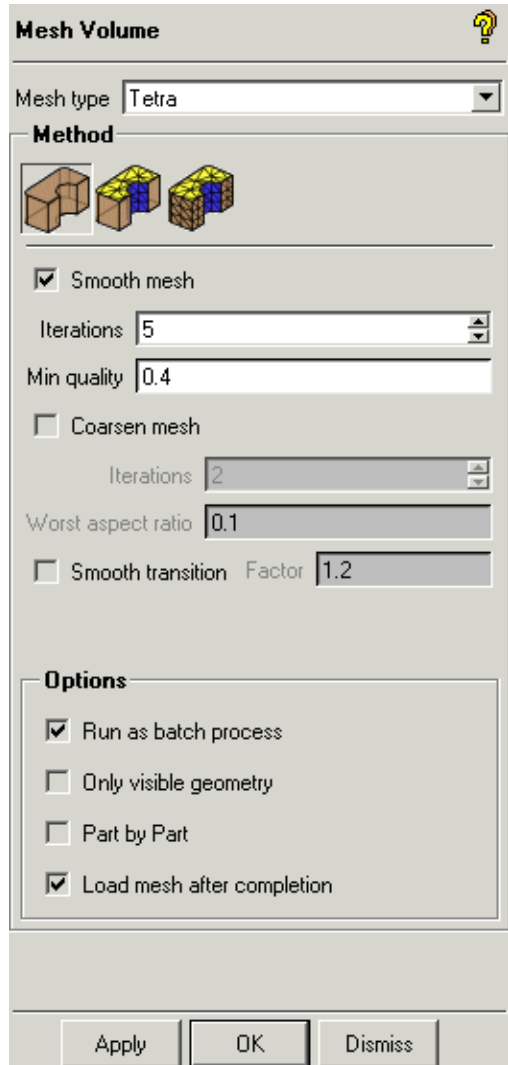 Mesh Volume
Mesh type Tetra
Method
Smooth mesh
Iterations 5
Min quality 0.4
Coarsen mesh
Iterations 2
Worst aspect ratio 0.1
Smooth transition Factor 1.2
Options
Run as batch process
Only visible geometry
Part by Part
Load mesh after completion
Apply OK Dismiss